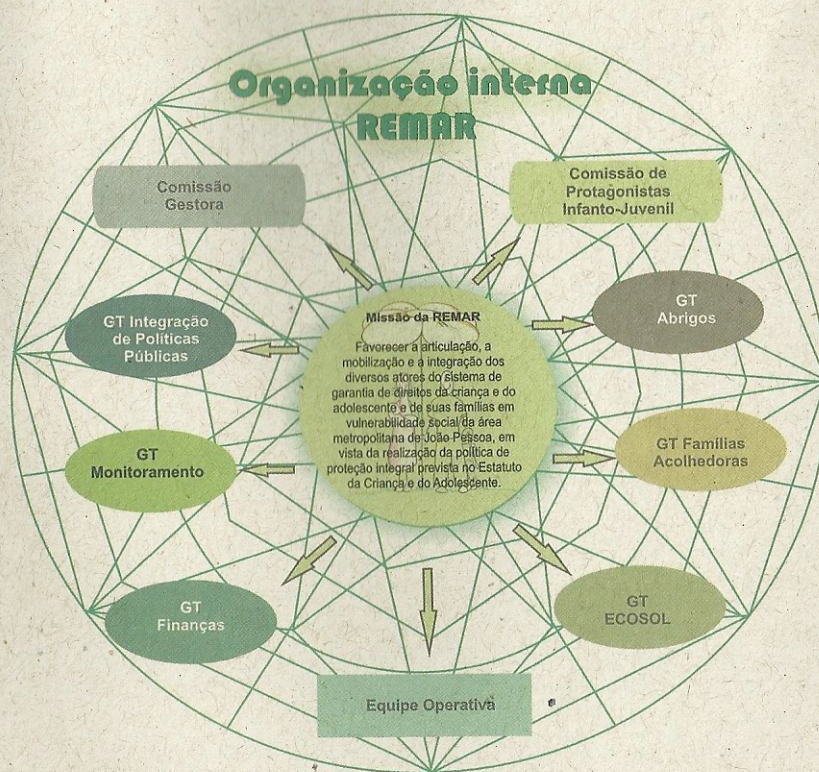 Organização interna
REMAR
Comissão
Gestora
Comissão de
Protagonistas
Infanto-Juvenil
GT Integração
de Políticas
Públicas
GT
Abrigos
Missão da REMAR
Favorecer a articulação, a
mobilização e a integração dos
diversos atores do sistema de
garantia de direitos da criança e do
adolescente e de suas famílias em
vulnerabilidade social da área
metropolitana de João Pessoa, em
vista da realização da política de
proteção integral prevista no Estatuto
da Criança e do Adolescente.
GT
Monitoramento
GT Famílias
Acolhedoras
GT
Finanças
GT
ECOSOL
Equipe Operativa